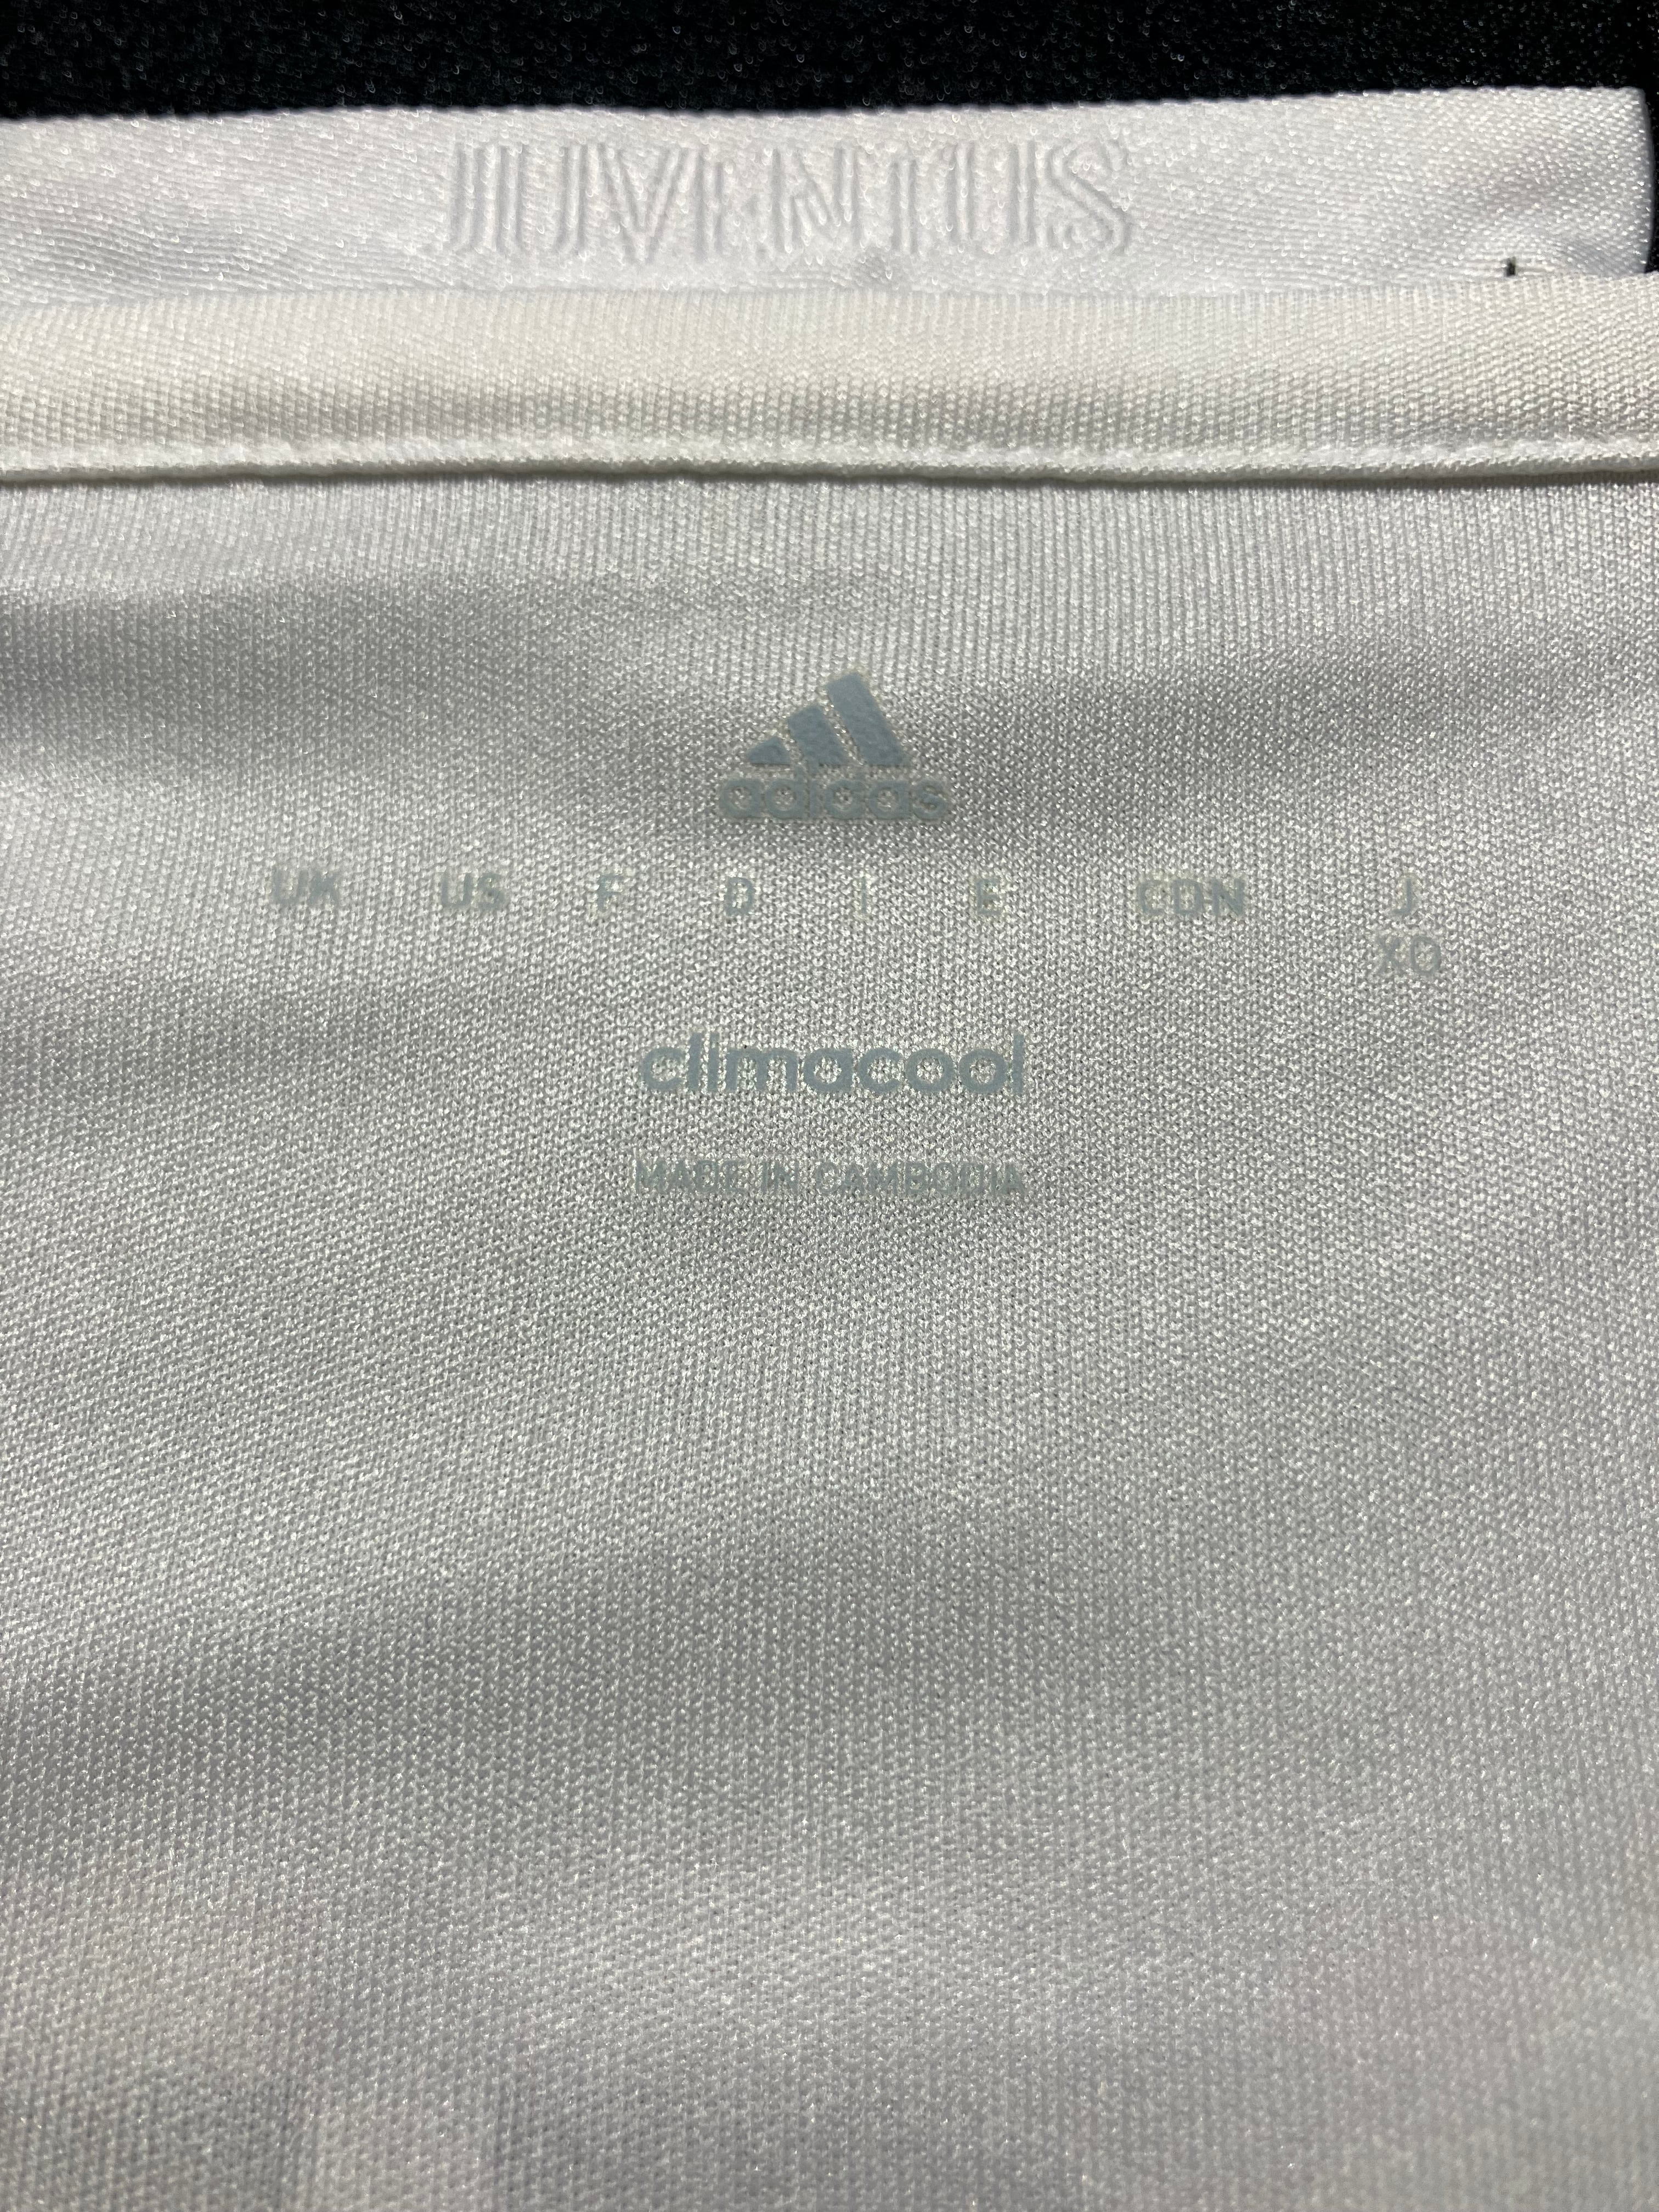 JUVENTUS
adidas
UK US F D I E CDN J
XO
climacool
MADE IN CAMBODIA